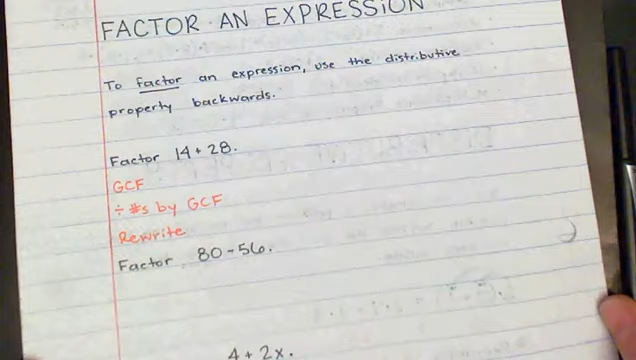 FACTOR AN EXPRESSION
To factor an expression, use the distributive
property backwards.
Factor 14 + 28.
GCF
÷ #s by GCF
Rewrite
Factor 80 - 56.
4 + 2x.